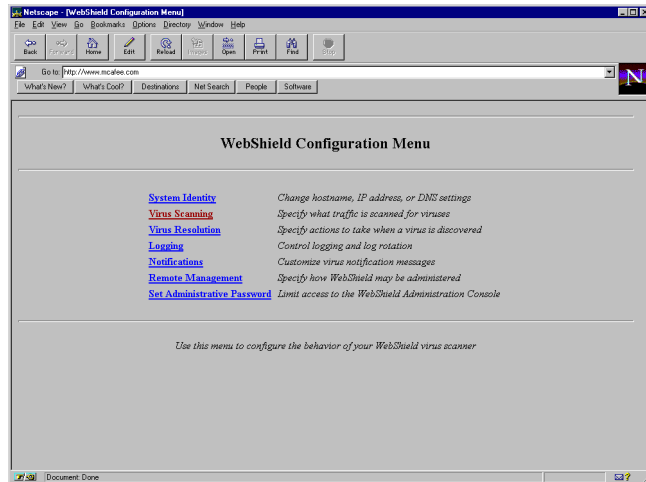 Netscape - [WebShield Configuration Menu]
File Edit View Go Bookmarks Options Directory Window Help
Back Forward Home Edit Reload Images Open Print Find Stop
Go to: http://www.mcafee.com
N
What's New? What's Cool? Destinations Net Search People Software
WebShield Configuration Menu
System Identity Change hostname, IP address, or DNS settings
Virus Scanning Specify what traffic is scanned for viruses
Virus Resolution Specify actions to take when a virus is discovered
Logging Control logging and log rotation
Notifications Customize virus notification messages
Remote Management Specify how WebShield may be administered
Set Administrative Password Limit access to the WebShield Administration Console
Use this menu to configure the behavior of your WebShield virus scanner
Document: Done
?